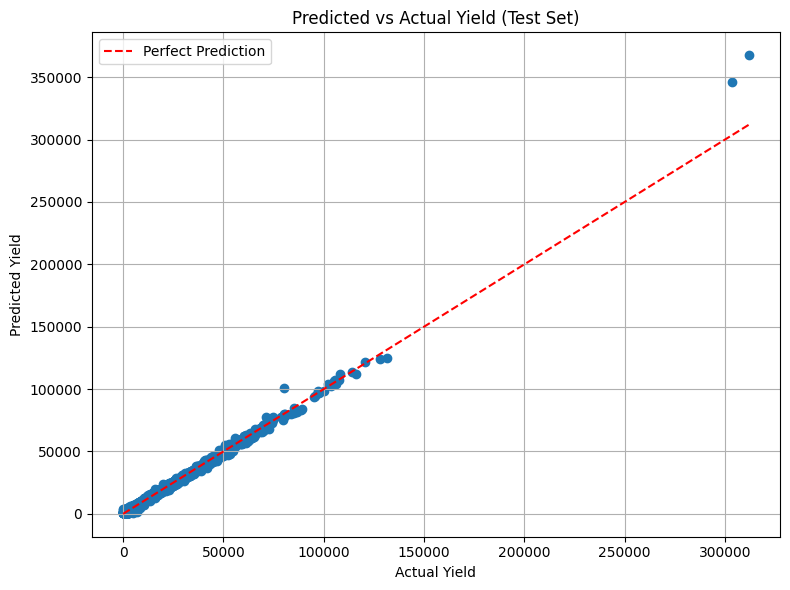 Predicted vs Actual Yield (Test Set)
Perfect Prediction
350000
300000
250000
200000
150000
100000
50000
0
Predicted Yield
0 50000 100000 150000 200000 250000 300000
Actual Yield